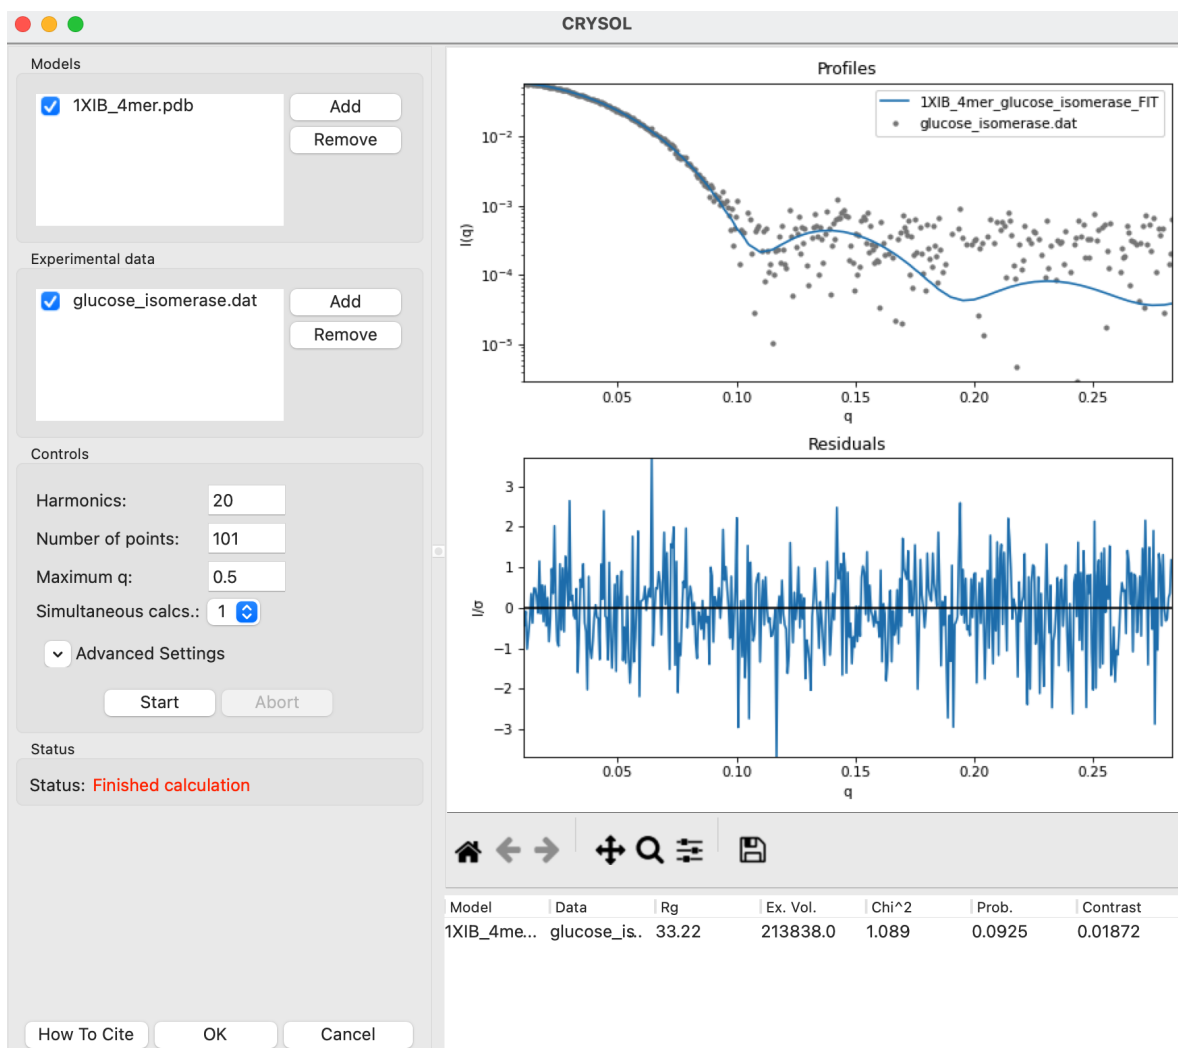 CRYSOL
Models
1XIB_4mer.pdb
Add
Remove
Experimental data
glucose_isomerase.dat
Add
Remove
Controls
Harmonics: 20
Number of points: 101
Maximum q: 0.5
Simultaneous calcs.: 1
Advanced Settings
Start Abort
Status
Status: Finished calculation
How To Cite OK Cancel
Profiles
1XIB_4mer_glucose_isomerase_FIT
glucose_isomerase.dat
I(q)
10⁻²
10⁻³
10⁻⁴
10⁻⁵
0.05 0.10 0.15 0.20 0.25
q
Residuals
I/σ
3
2
1
0
−1
−2
−3
0.05 0.10 0.15 0.20 0.25
q
Model Data Rg Ex. Vol. Chi^2 Prob. Contrast
1XIB_4me... glucose_is.. 33.22 213838.0 1.089 0.0925 0.01872